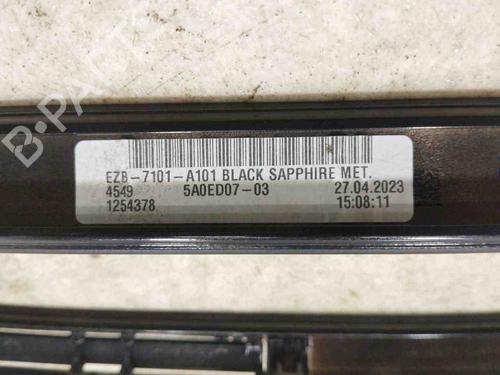 B-PARTS
EZB-7101-A101 BLACK SAPPHIRE MET.
4549 5A0ED07-03 27.04.2023
1254378 15:08:11